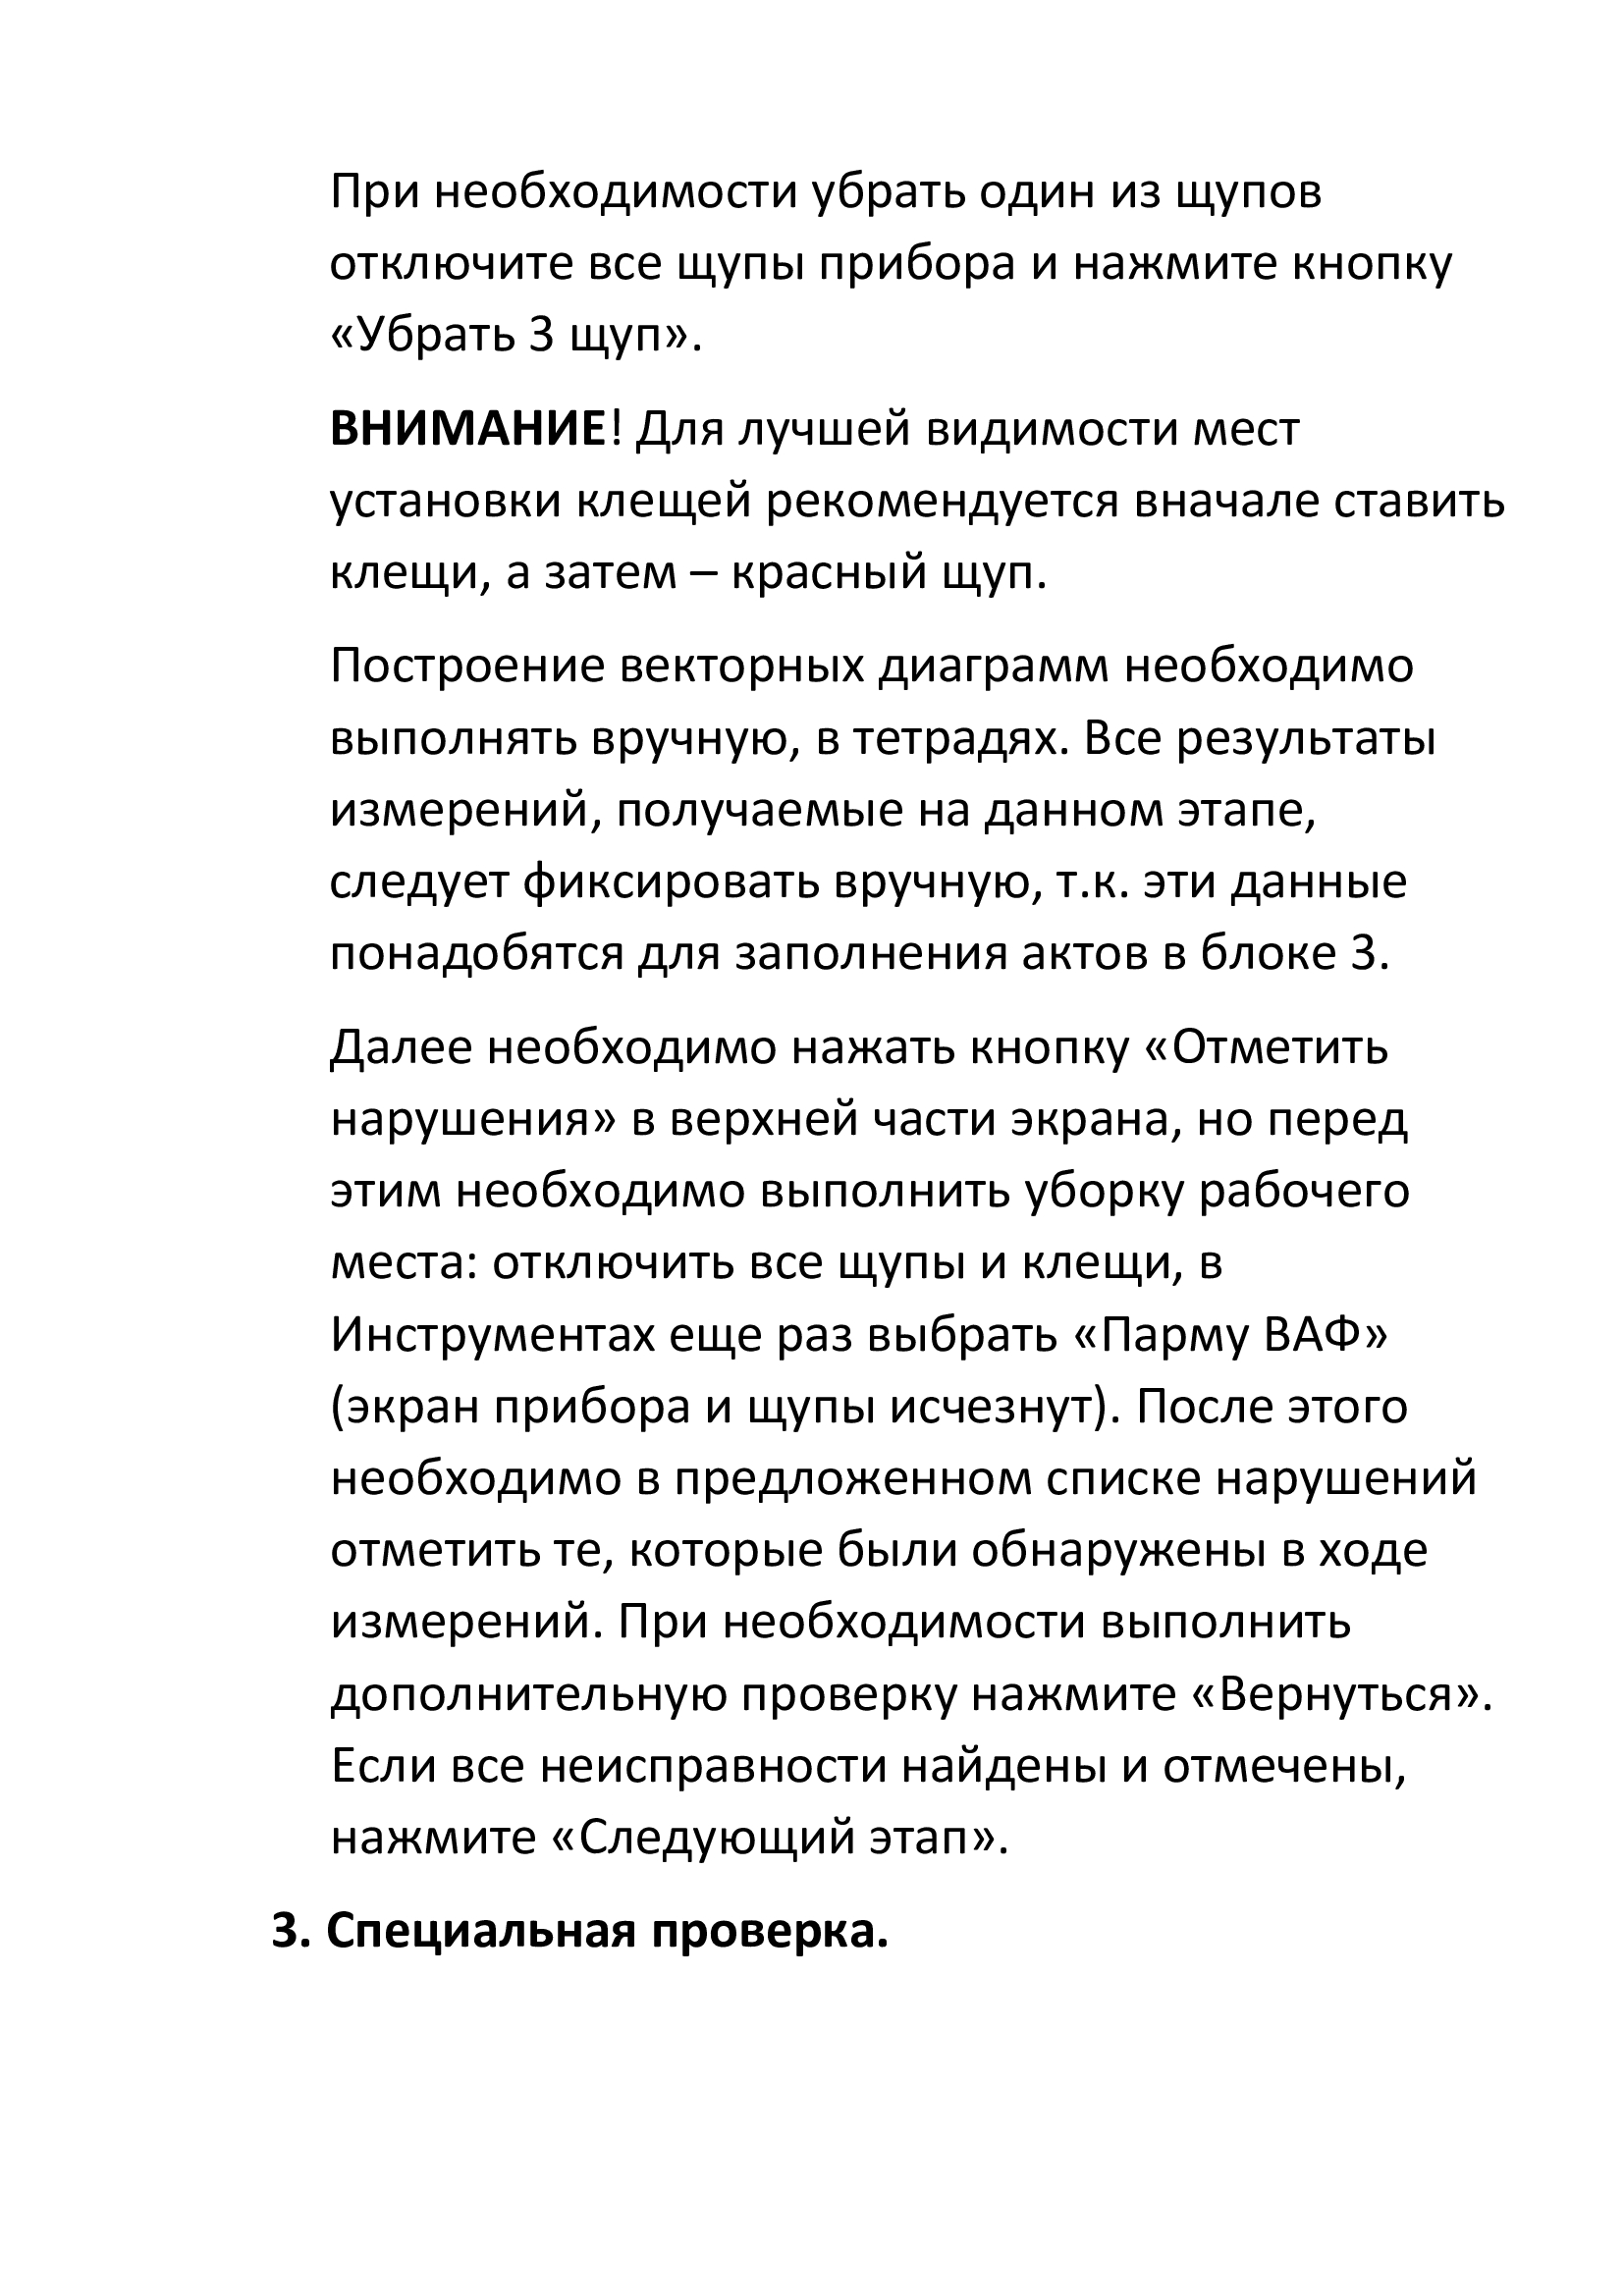 При необходимости убрать один из щупов
отключите все щупы прибора и нажмите кнопку
«Убрать 3 щуп».
ВНИМАНИЕ! Для лучшей видимости мест
установки клещей рекомендуется вначале ставить
клещи, а затем – красный щуп.
Построение векторных диаграмм необходимо
выполнять вручную, в тетрадях. Все результаты
измерений, получаемые на данном этапе,
следует фиксировать вручную, т.к. эти данные
понадобятся для заполнения актов в блоке 3.
Далее необходимо нажать кнопку «Отметить
нарушения» в верхней части экрана, но перед
этим необходимо выполнить уборку рабочего
места: отключить все щупы и клещи, в
Инструментах еще раз выбрать «Парму ВАФ»
(экран прибора и щупы исчезнут). После этого
необходимо в предложенном списке нарушений
отметить те, которые были обнаружены в ходе
измерений. При необходимости выполнить
дополнительную проверку нажмите «Вернуться».
Если все неисправности найдены и отмечены,
нажмите «Следующий этап».
3. Специальная проверка.